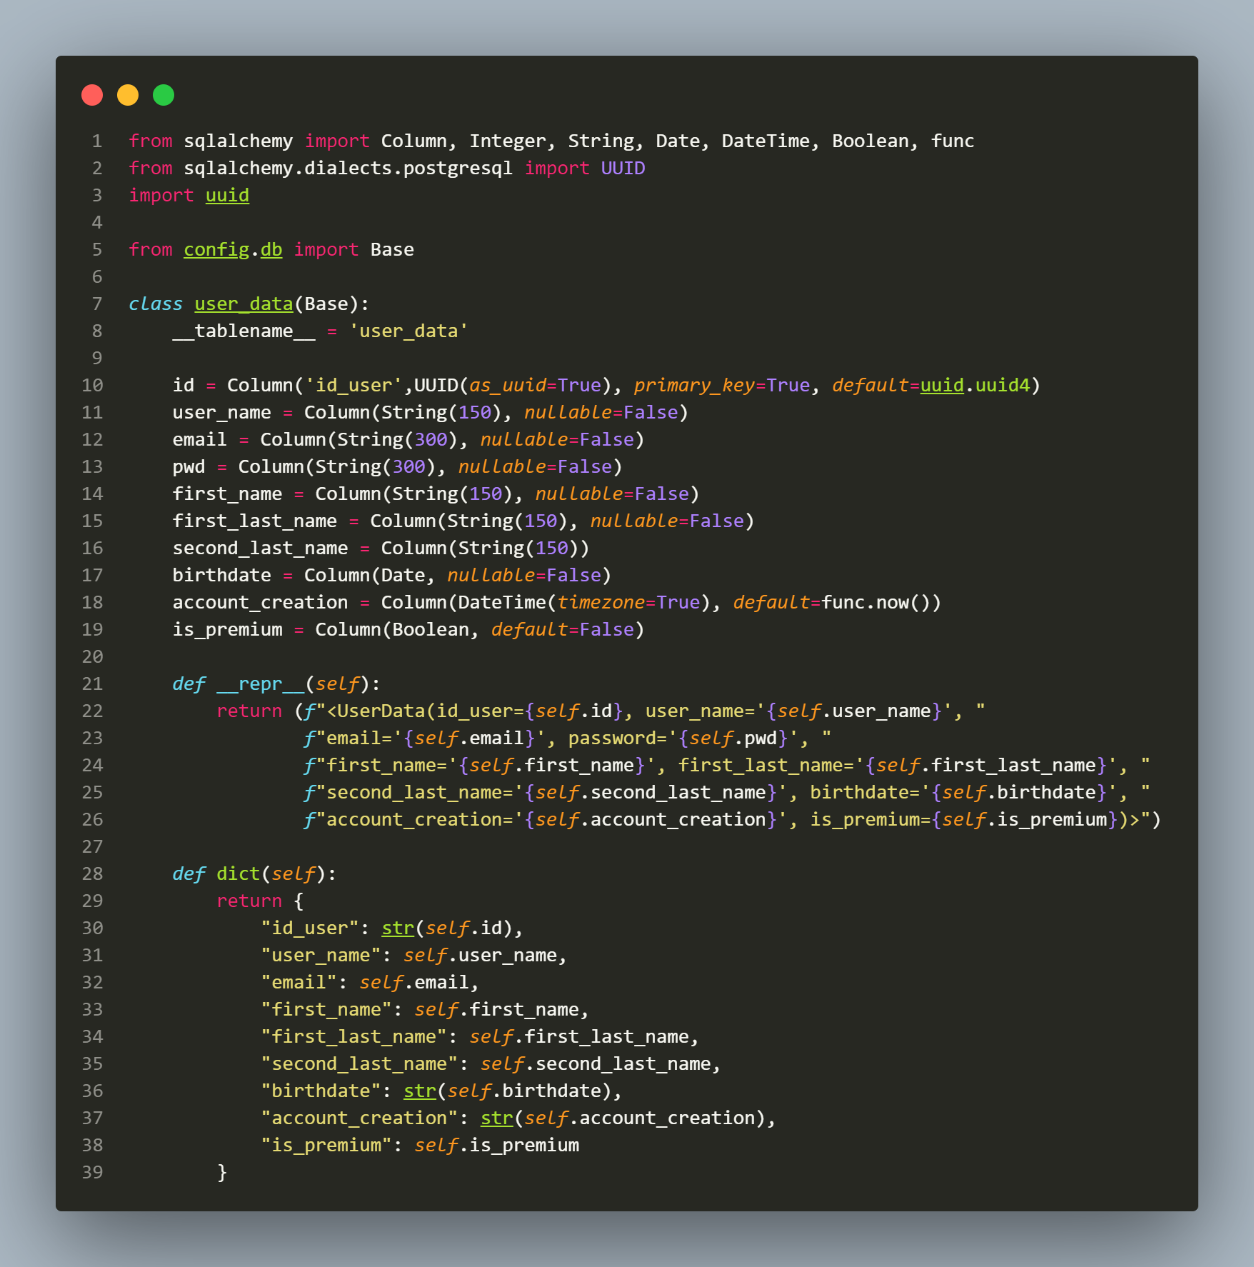 1 from sqlalchemy import Column, Integer, String, Date, DateTime, Boolean, func
2 from sqlalchemy.dialects.postgresql import UUID
3 import uuid
4
5 from config.db import Base
6
7 class user_data(Base):
8     __tablename__ = 'user_data'
9
10     id = Column('id_user',UUID(as_uuid=True), primary_key=True, default=uuid.uuid4)
11     user_name = Column(String(150), nullable=False)
12     email = Column(String(300), nullable=False)
13     pwd = Column(String(300), nullable=False)
14     first_name = Column(String(150), nullable=False)
15     first_last_name = Column(String(150), nullable=False)
16     second_last_name = Column(String(150))
17     birthdate = Column(Date, nullable=False)
18     account_creation = Column(DateTime(timezone=True), default=func.now())
19     is_premium = Column(Boolean, default=False)
20
21     def __repr__(self):
22         return (f"<UserData(id_user={self.id}, user_name='{self.user_name}', "
23                 f"email='{self.email}', password='{self.pwd}', "
24                 f"first_name='{self.first_name}', first_last_name='{self.first_last_name}', "
25                 f"second_last_name='{self.second_last_name}', birthdate='{self.birthdate}', "
26                 f"account_creation='{self.account_creation}', is_premium={self.is_premium})>")
27
28     def dict(self):
29         return {
30             "id_user": str(self.id),
31             "user_name": self.user_name,
32             "email": self.email,
33             "first_name": self.first_name,
34             "first_last_name": self.first_last_name,
35             "second_last_name": self.second_last_name,
36             "birthdate": str(self.birthdate),
37             "account_creation": str(self.account_creation),
38             "is_premium": self.is_premium
39         }